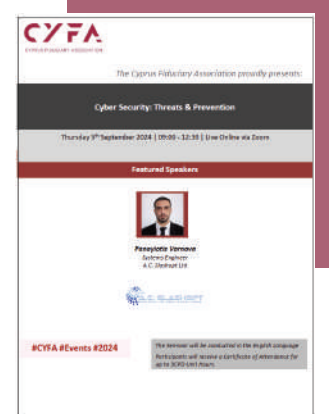 CYFA
CYPRUS FIDUCIARY ASSOCIATION
The Cyprus Fiduciary Association proudly presents:
Cyber Security: Threats & Prevention
Thursday 5th September 2024 | 09:00 - 12:30 | Live Online via Zoom
Featured Speakers
Systems Engineer
#CYFA #Events #2024
The Seminar will be conducted in the English Language
Participants will receive a Certificate of Attendance for